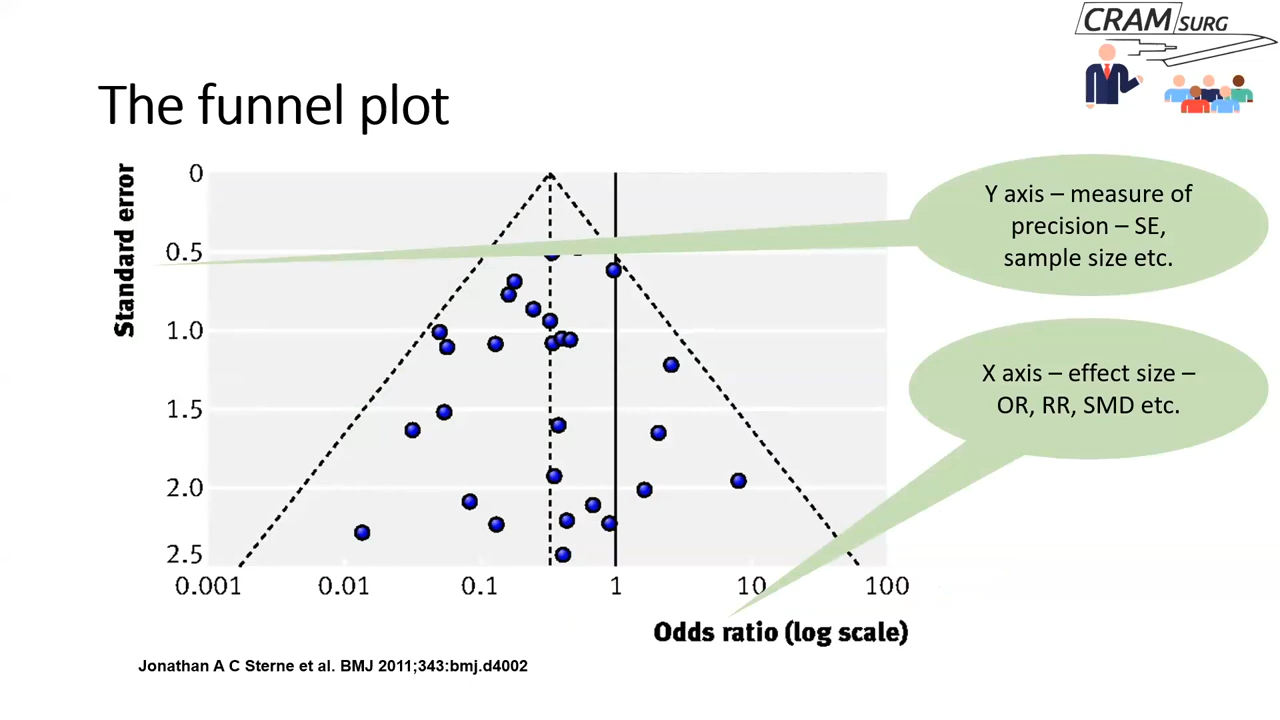 CRAM SURG
The funnel plot
Standard error
0
0.5
1.0
1.5
2.0
2.5
0.001 0.01 0.1 1 10 100
Odds ratio (log scale)
Y axis – measure of
precision – SE,
sample size etc.
X axis – effect size –
OR, RR, SMD etc.
Jonathan A C Sterne et al. BMJ 2011;343:bmj.d4002